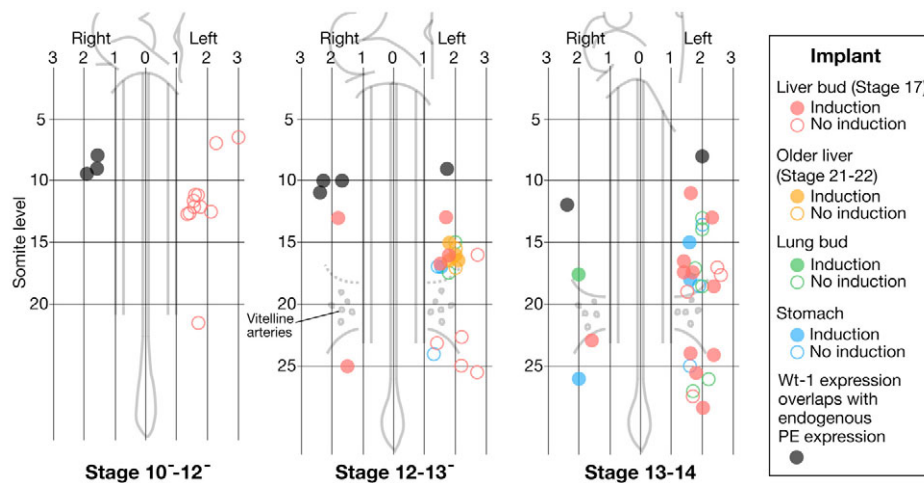 Right Left
3 2 1 0 1 2 3
Right Left
3 2 1 0 1 2 3
Right Left
3 2 1 0 1 2 3
Somite level
5
10
15
20
5
10
15
20
25
5
10
15
20
25
Vitelline
arteries
Stage 10⁻-12⁻
Stage 12-13⁻
Stage 13-14
Implant
Liver bud (Stage 17)
Induction
No induction
Older liver
(Stage 21-22)
Induction
No induction
Lung bud
Induction
No induction
Stomach
Induction
No induction
Wt-1 expression
overlaps with
endogenous
PE expression